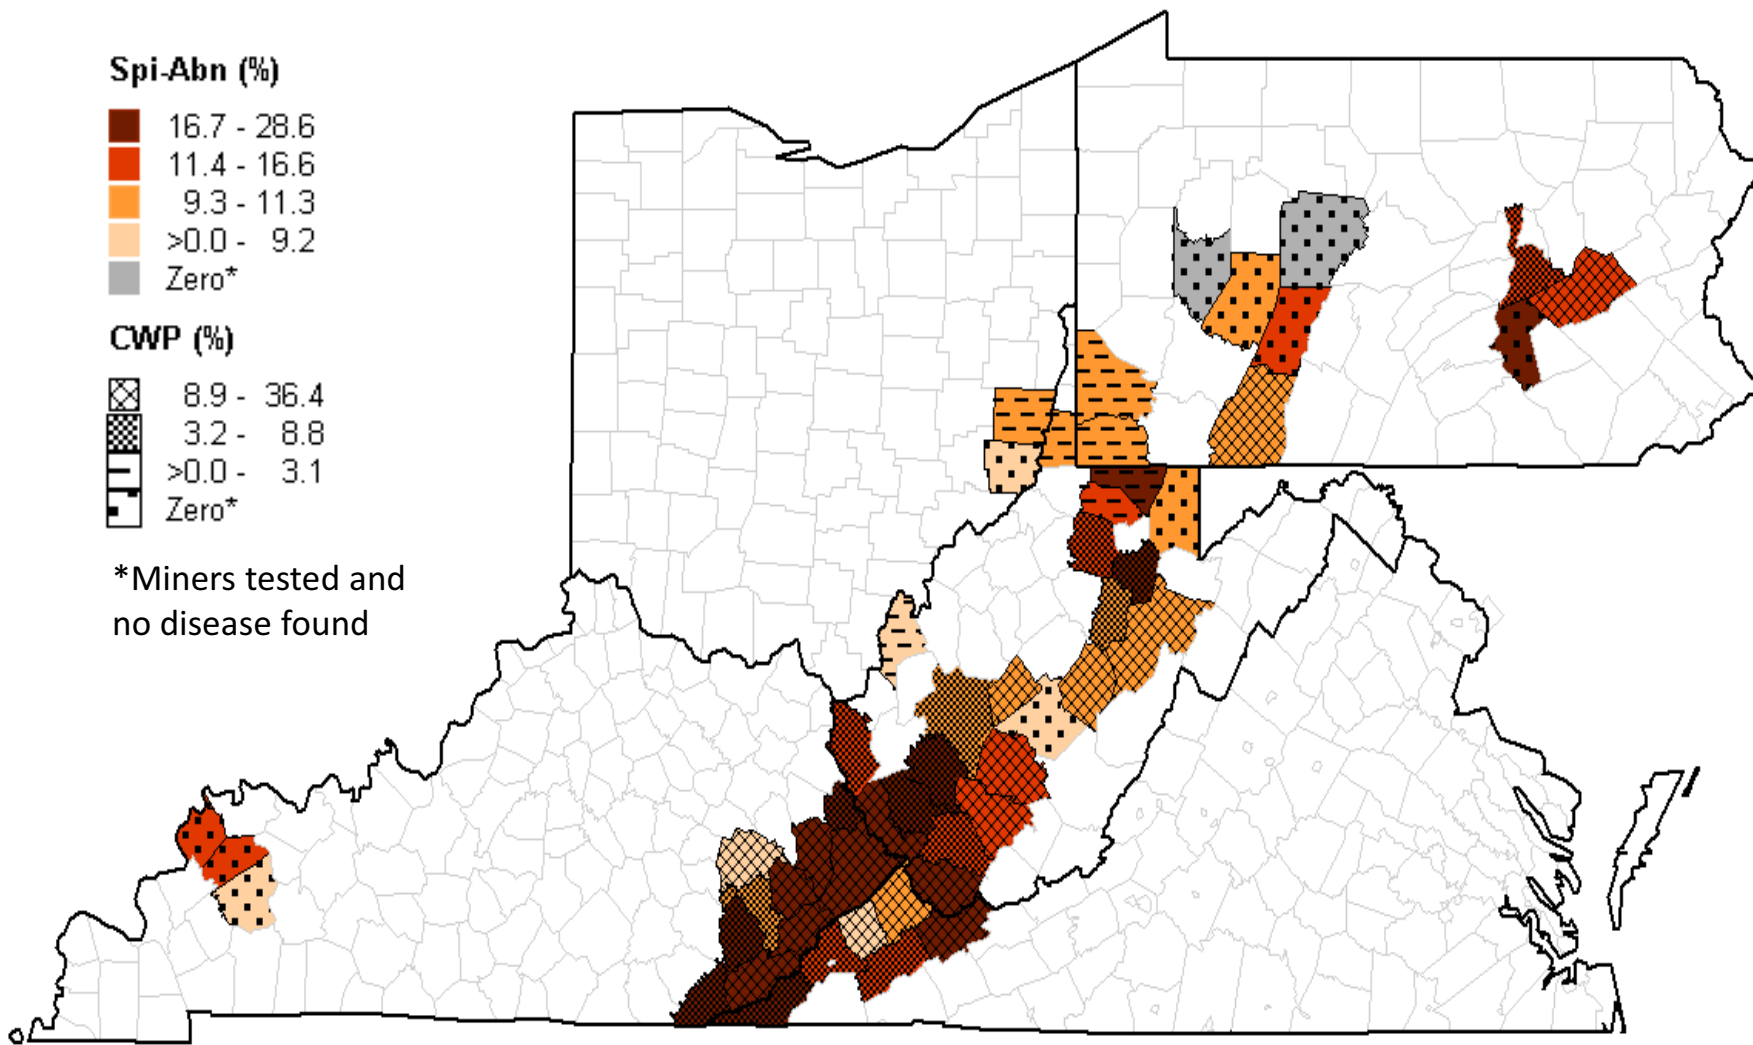 Spi-Abn (%)
16.7 - 28.6
11.4 - 16.6
9.3 - 11.3
>0.0 - 9.2
Zero*
CWP (%)
8.9 - 36.4
3.2 - 8.8
>0.0 - 3.1
Zero*
*Miners tested and
no disease found